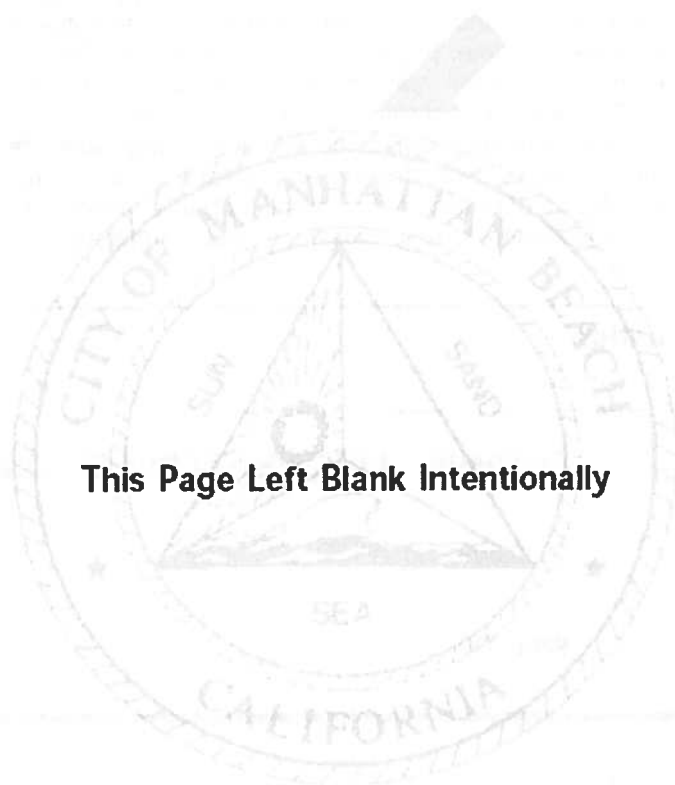 CITY OF MANHATTAN BEACH
SUN
SAND
This Page Left Blank Intentionally
SEA
CALIFORNIA